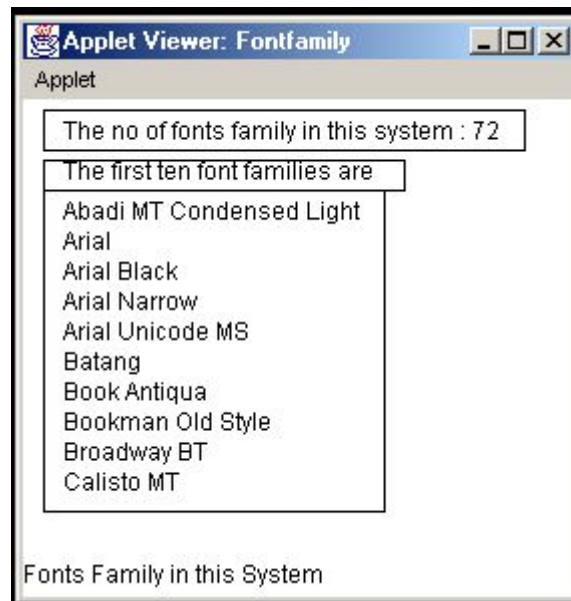 Applet Viewer: Fontfamily
Applet
The no of fonts family in this system : 72
The first ten font families are
Abadi MT Condensed Light
Arial
Arial Black
Arial Narrow
Arial Unicode MS
Batang
Book Antiqua
Bookman Old Style
Broadway BT
Calisto MT
Fonts Family in this System